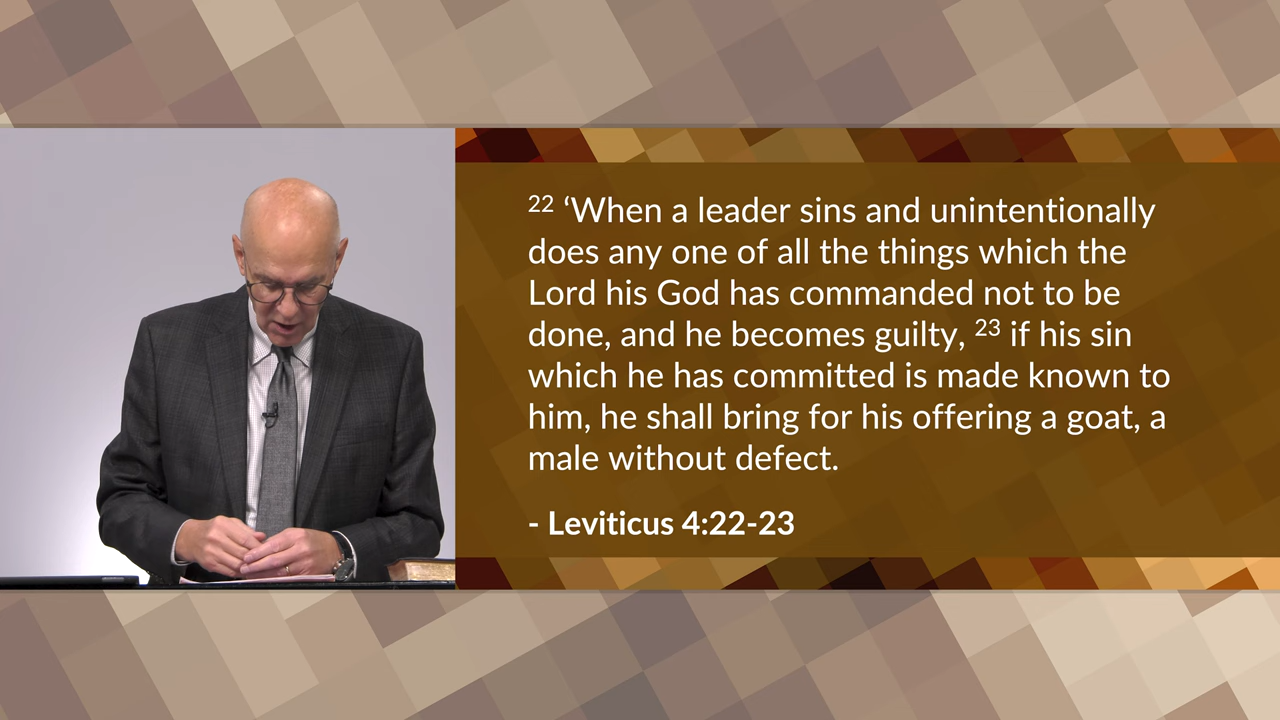 22 ‘When a leader sins and unintentionally
does any one of all the things which the
Lord his God has commanded not to be
done, and he becomes guilty, 23 if his sin
which he has committed is made known to
him, he shall bring for his offering a goat, a
male without defect.
- Leviticus 4:22-23